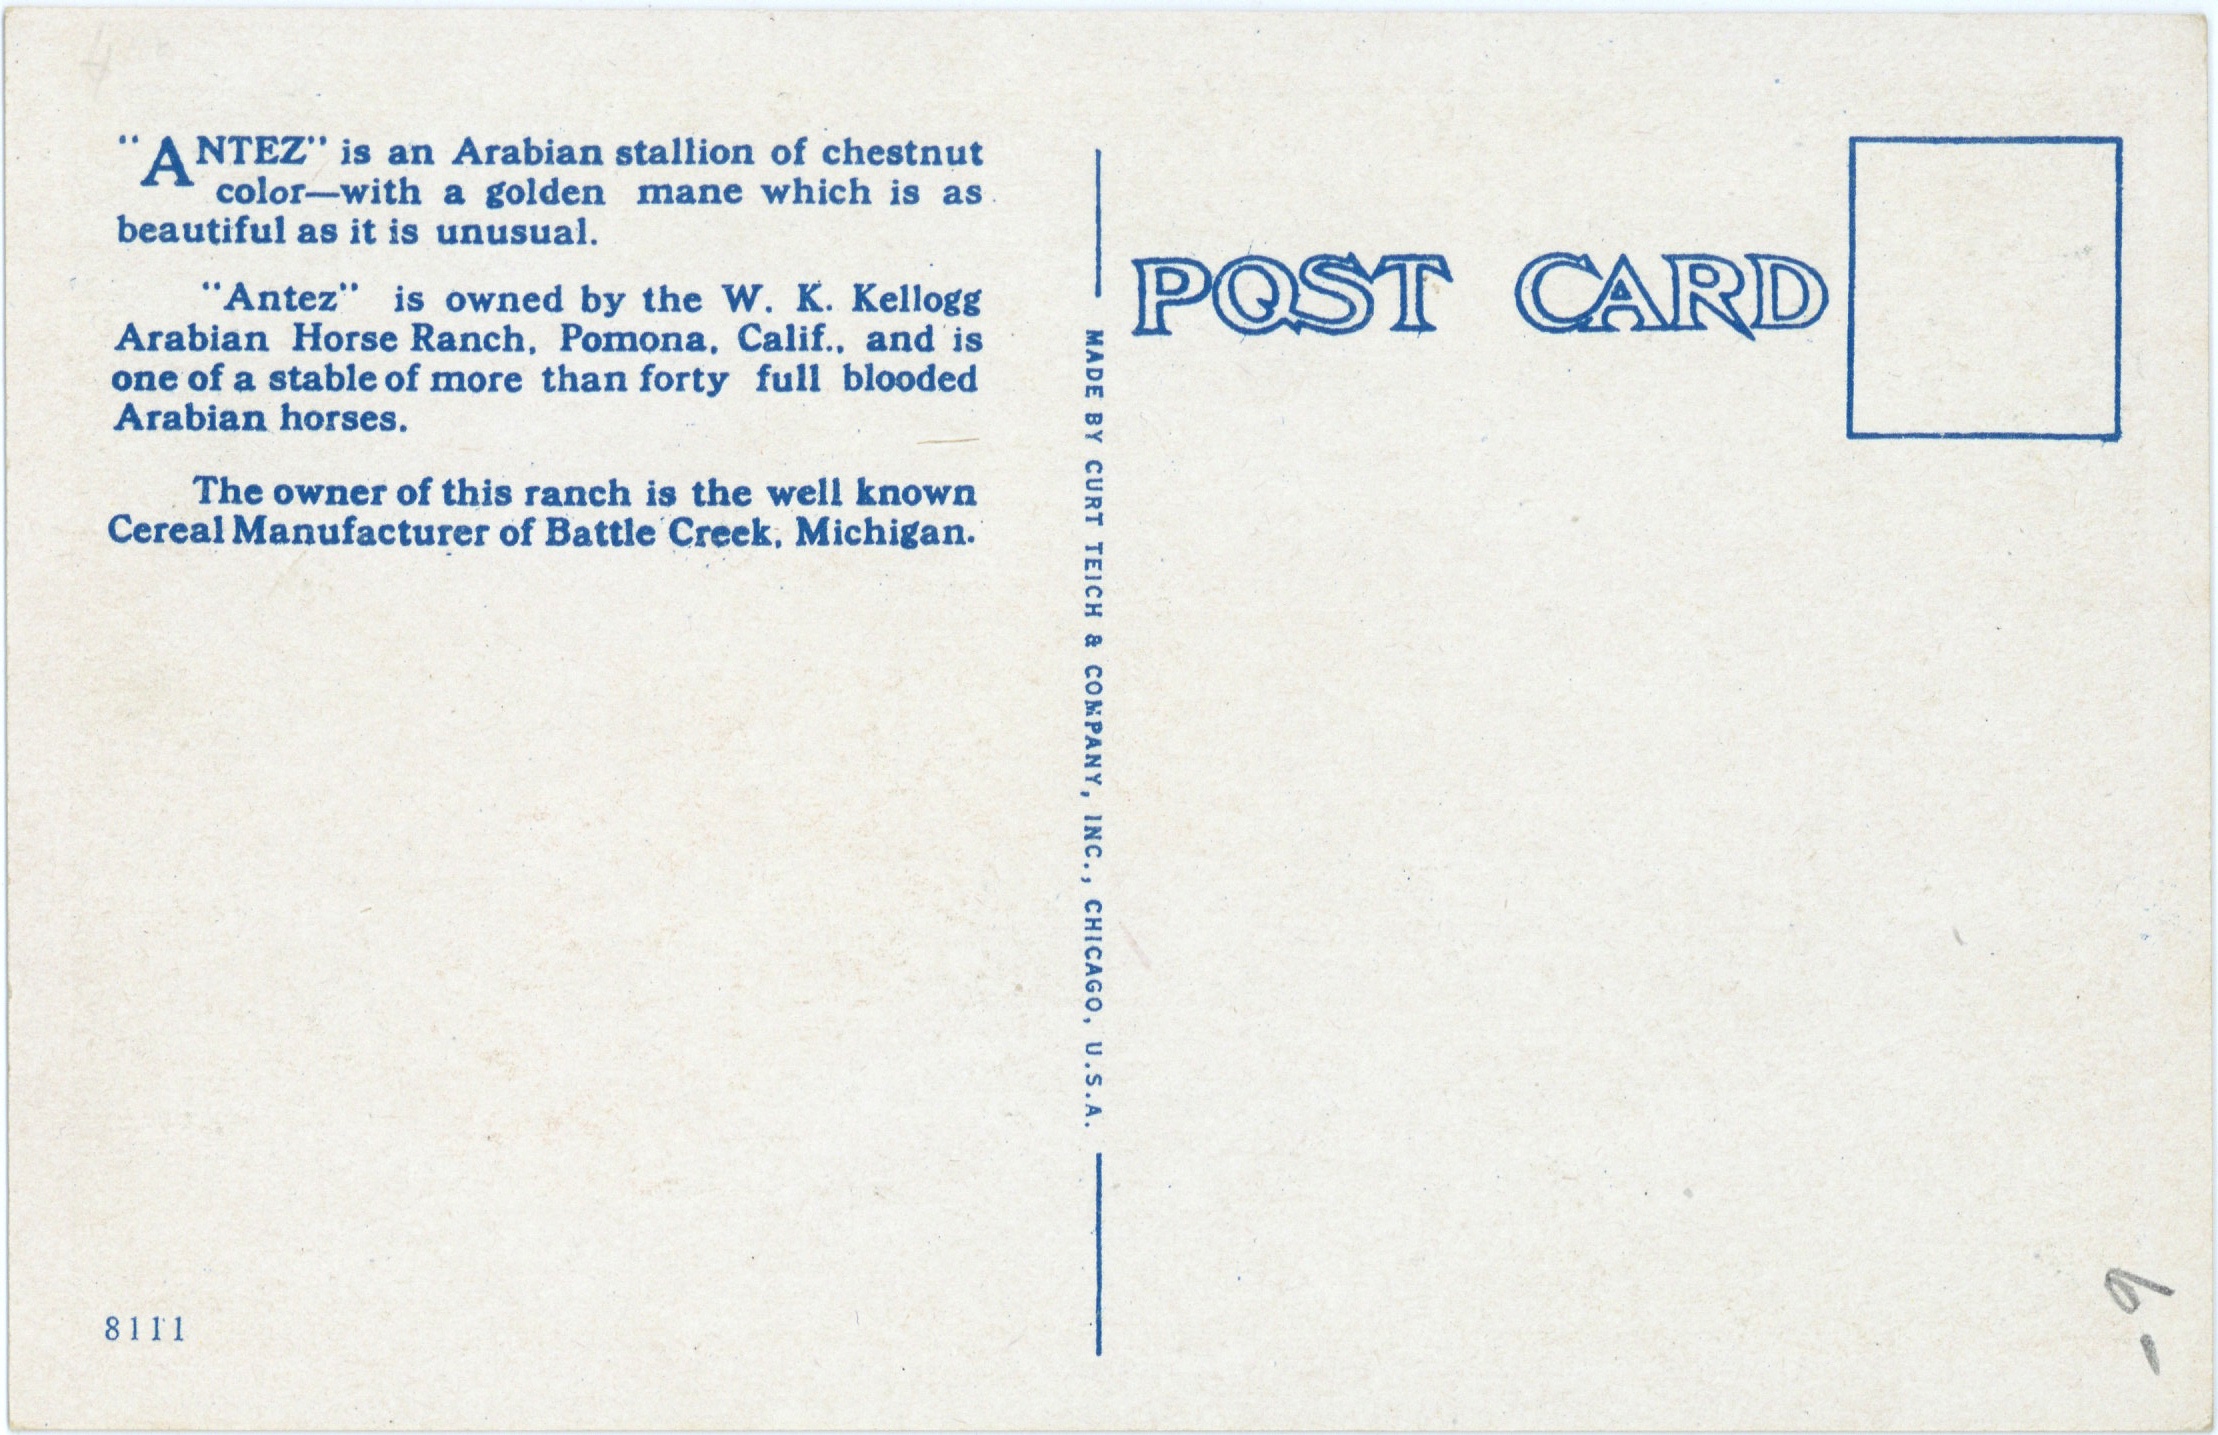 "ANTEZ" is an Arabian stallion of chestnut
color—with a golden mane which is as
beautiful as it is unusual.
"Antez" is owned by the W. K. Kellogg
Arabian Horse Ranch, Pomona, Calif., and is
one of a stable of more than forty full blooded
Arabian horses.
The owner of this ranch is the well known
Cereal Manufacturer of Battle Creek, Michigan.
8111
MADE BY CURT TEICH & COMPANY, INC., CHICAGO, U.S.A.
POST CARD